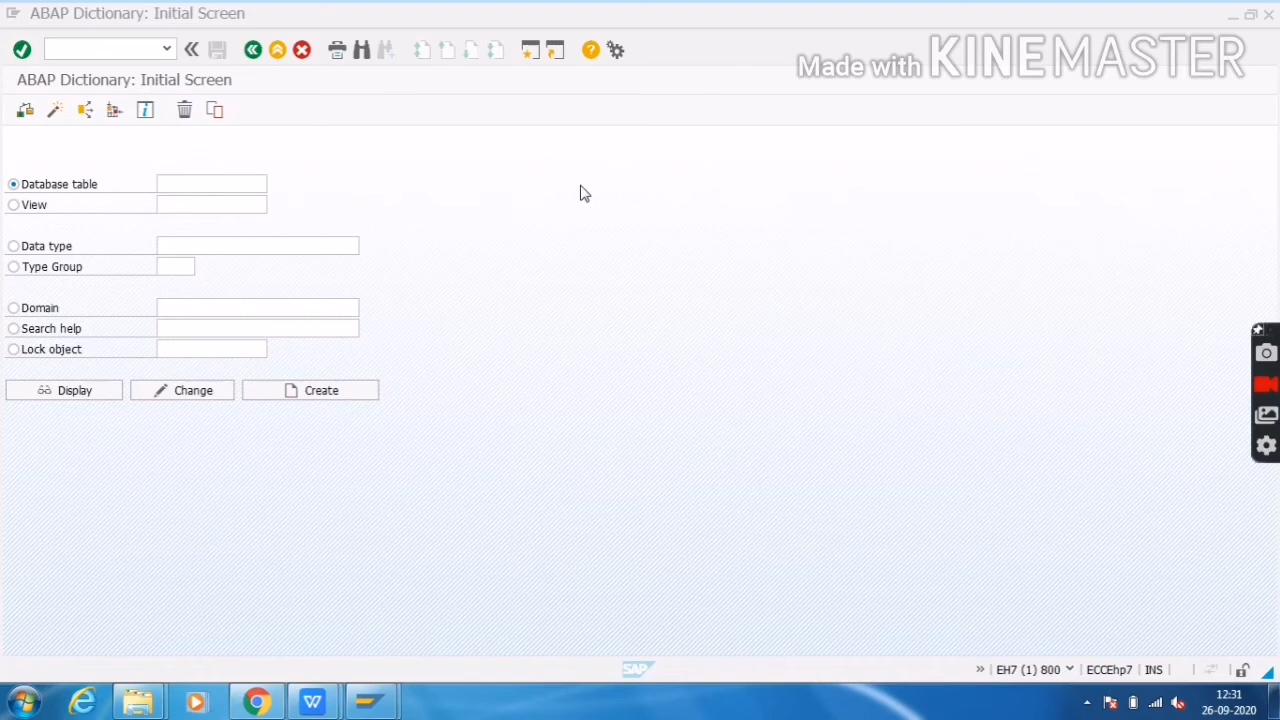 ABAP Dictionary: Initial Screen
Made with KINEMASTER
ABAP Dictionary: Initial Screen
Database table
View
Data type
Type Group
Domain
Search help
Lock object
Display Change Create
SAP
» EH7 (1) 800 ECCEhp7 INS
12:31
26-09-2020